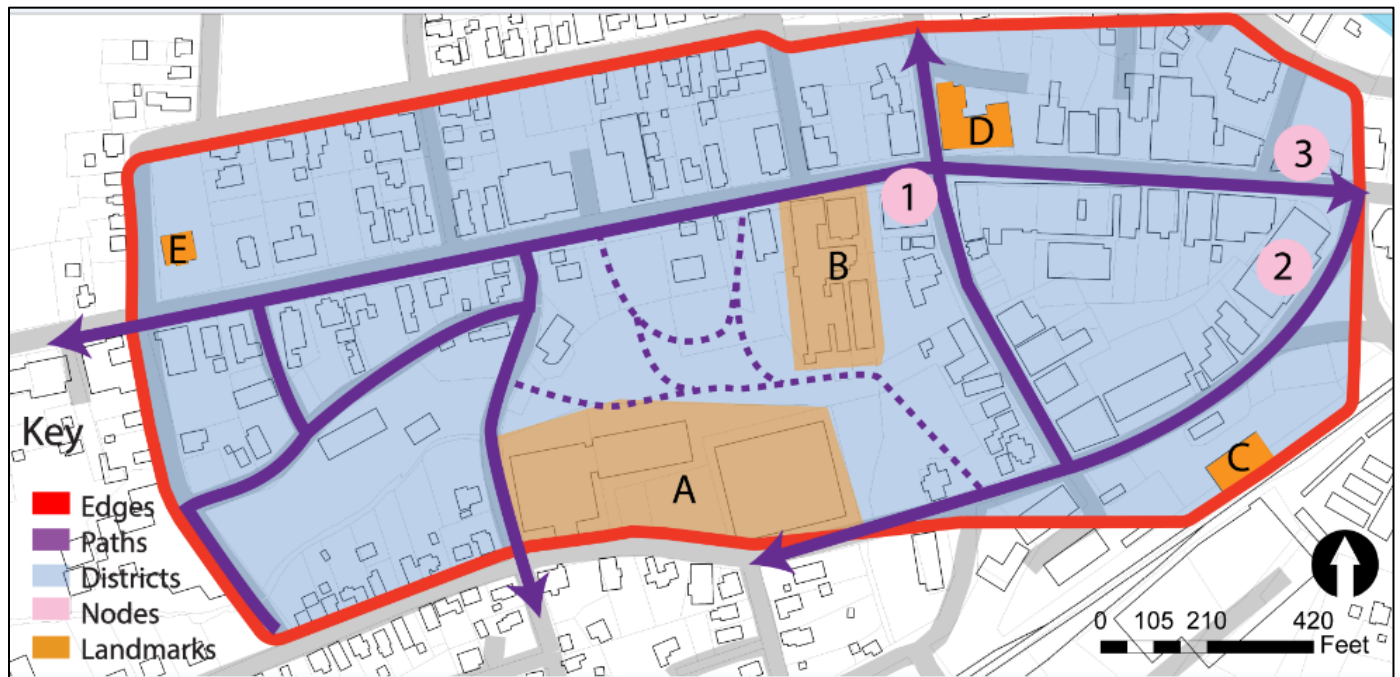 D
3
1
E
B
2
Key
C
A
Edges
Paths
Districts
Nodes
Landmarks
0 105 210 420
Feet